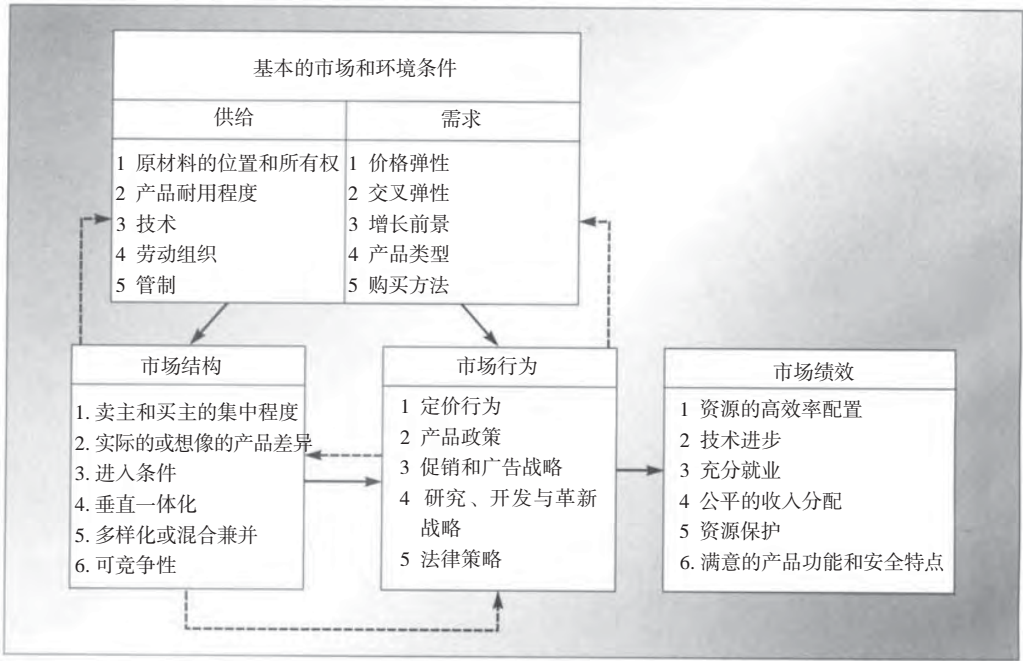 基本的市场和环境条件
供给
1 原材料的位置和所有权
2 产品耐用程度
3 技术
4 劳动组织
5 管制
需求
1 价格弹性
2 交叉弹性
3 增长前景
4 产品类型
5 购买方法
市场结构
1. 卖主和买主的集中程度
2. 实际的或想像的产品差异
3. 进入条件
4. 垂直一体化
5. 多样化或混合兼并
6. 可竞争性
市场行为
1 定价行为
2 产品政策
3 促销和广告战略
4 研究、开发与革新
战略
5 法律策略
市场绩效
1 资源的高效率配置
2 技术进步
3 充分就业
4 公平的收入分配
5 资源保护
6. 满意的产品功能和安全特点